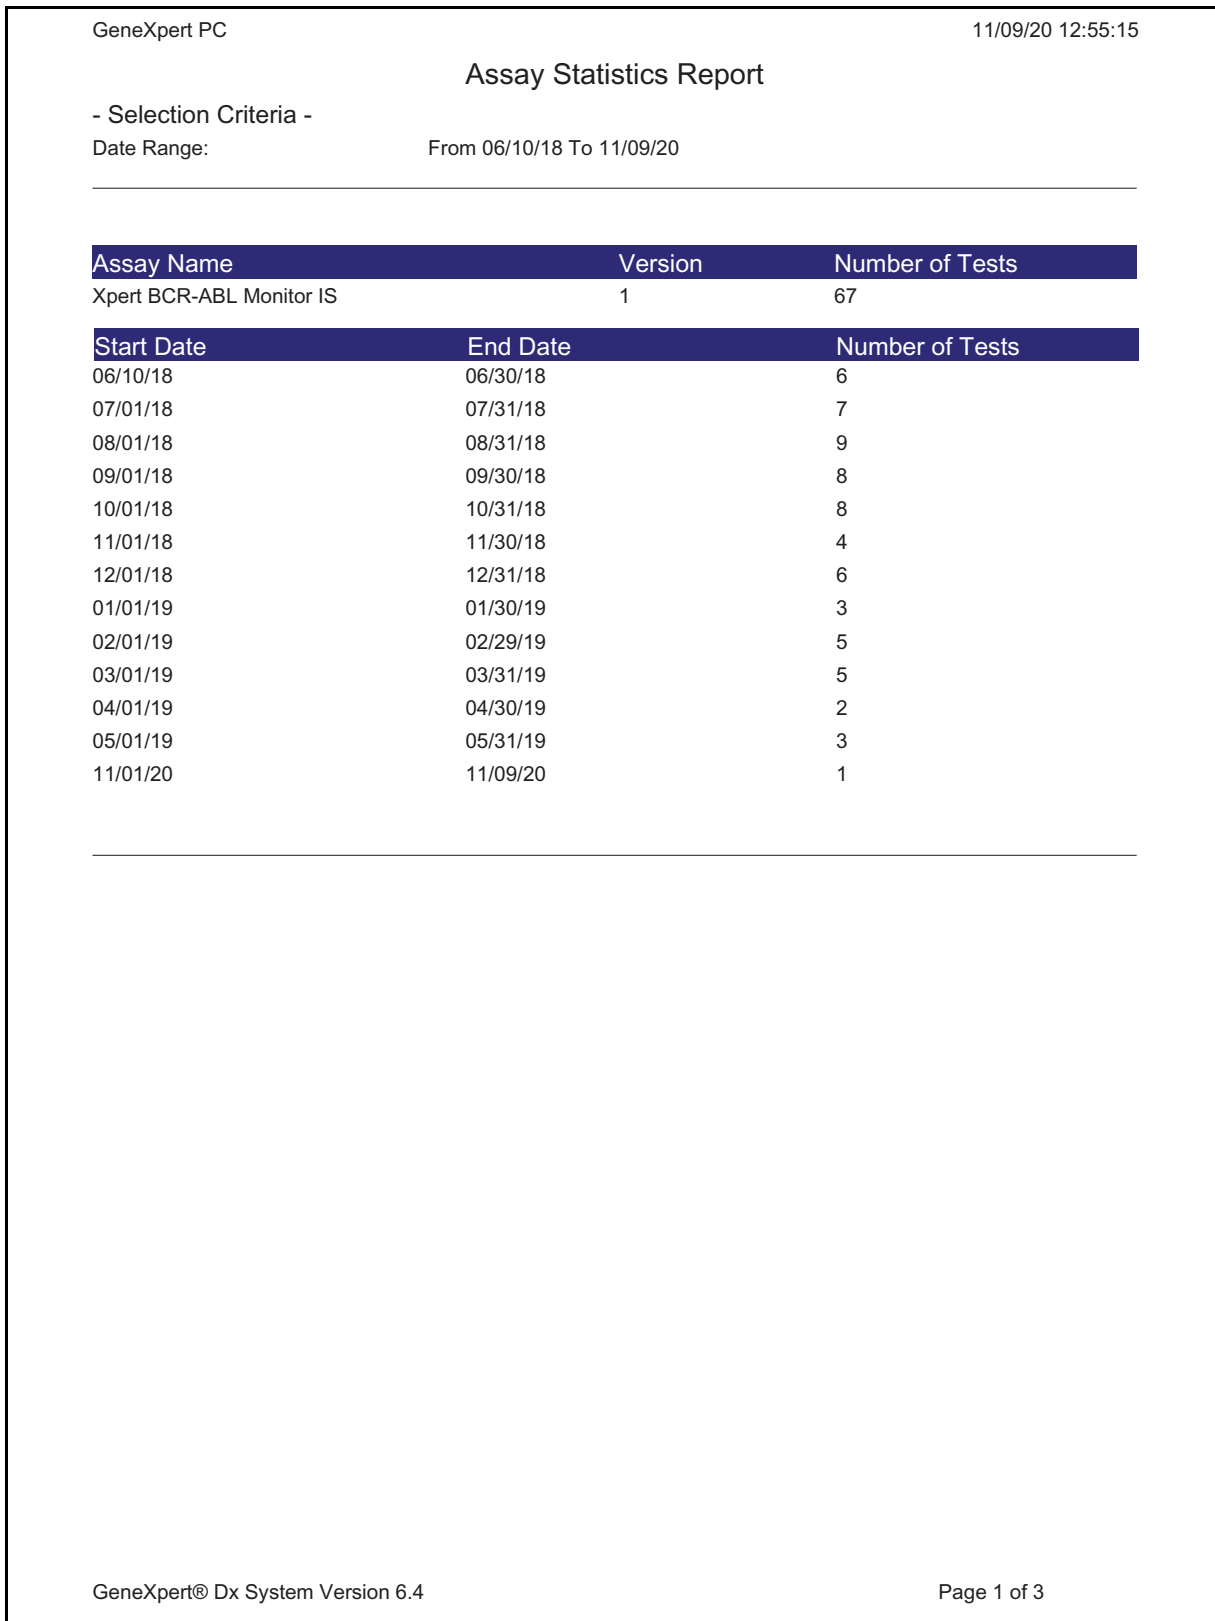 GeneXpert PC 11/09/20 12:55:15
Assay Statistics Report
- Selection Criteria -
Date Range: From 06/10/18 To 11/09/20
Assay Name Version Number of Tests
Xpert BCR-ABL Monitor IS 1 67
Start Date End Date Number of Tests
06/10/18 06/30/18 6
07/01/18 07/31/18 7
08/01/18 08/31/18 9
09/01/18 09/30/18 8
10/01/18 10/31/18 8
11/01/18 11/30/18 4
12/01/18 12/31/18 6
01/01/19 01/30/19 3
02/01/19 02/29/19 5
03/01/19 03/31/19 5
04/01/19 04/30/19 2
05/01/19 05/31/19 3
11/01/20 11/09/20 1
GeneXpert® Dx System Version 6.4 Page 1 of 3